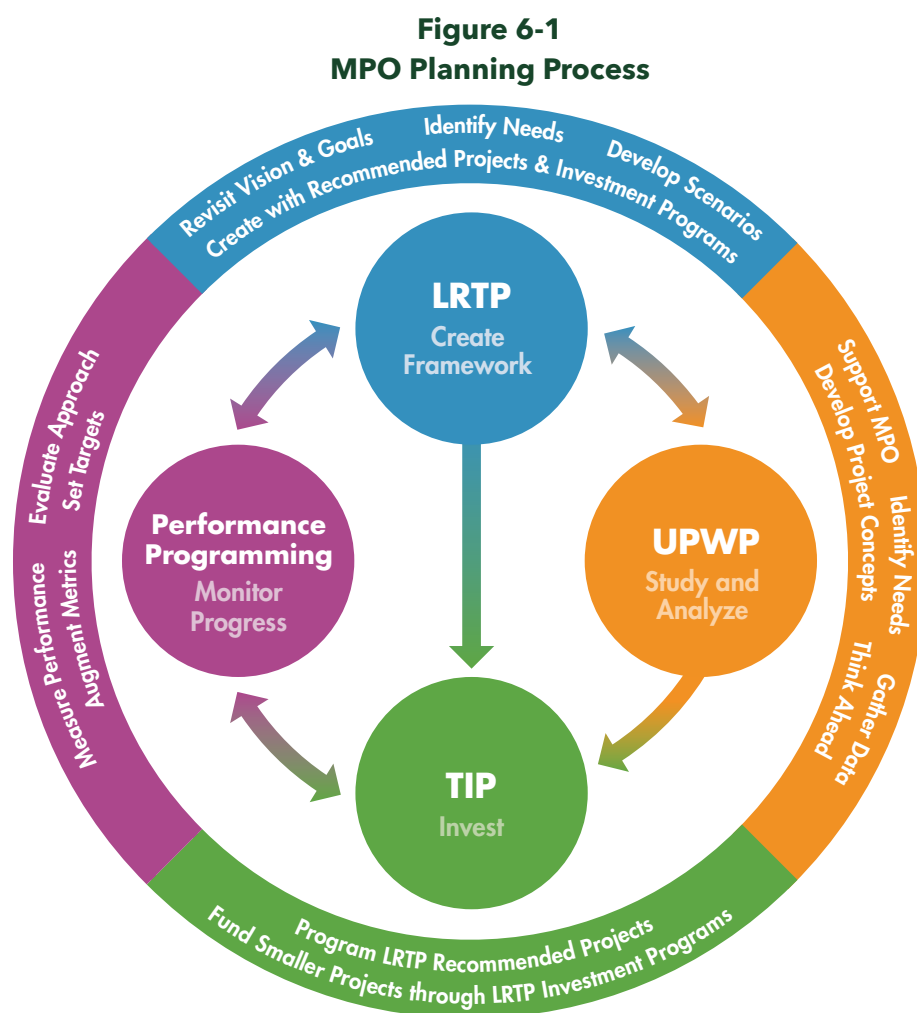 Figure 6-1
MPO Planning Process
Revisit Vision & Goals
Identify Needs
Develop Scenarios
Create with Recommended Projects & Investment Programs
LRTP
Create
Framework
Evaluate Approach
Set Targets
Measure Performance
Augment Metrics
Performance
Programming
Monitor
Progress
UPWP
Study and
Analyze
Support MPO
Develop Project Concepts
Identify Needs
Gather Data
Think Ahead
TIP
Invest
Program LRTP Recommended Projects
Fund Smaller Projects through LRTP Investment Programs